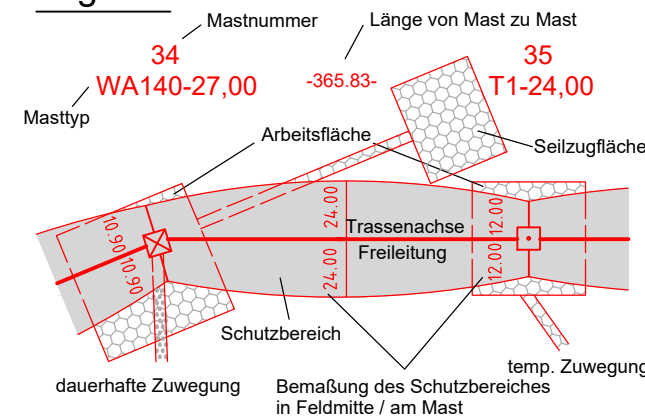 Mastnummer
Länge von Mast zu Mast
34
-365.83-
35
WA140-27,00
T1-24,00
Masttyp
Arbeitsfläche
Seilzugfläche
10.90
10.90
24.00
24.00
Trassenachse
Freileitung
12.00
12.00
Schutzbereich
dauerhafte Zuwegung
temp. Zuwegung
Bemaßung des Schutzbereiches
in Feldmitte / am Mast